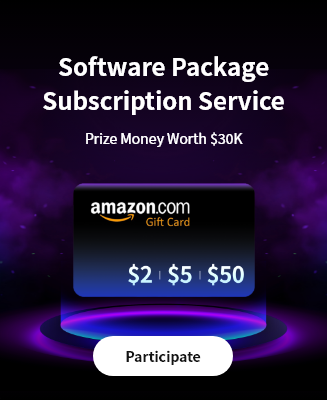 Software Package
Subscription Service
Prize Money Worth $30K
amazon.com
Gift Card
$2 | $5 | $50
Participate